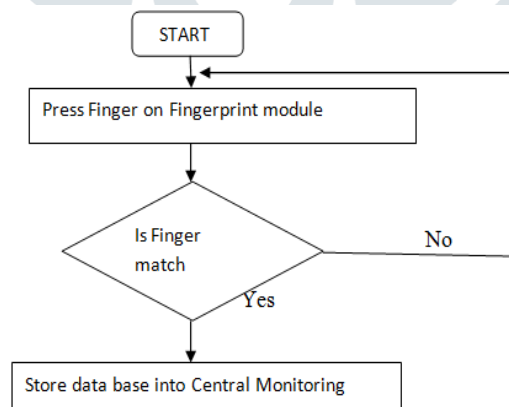 START
Press Finger on Fingerprint module
Is Finger
match
No
Yes
Store data base into Central Monitoring